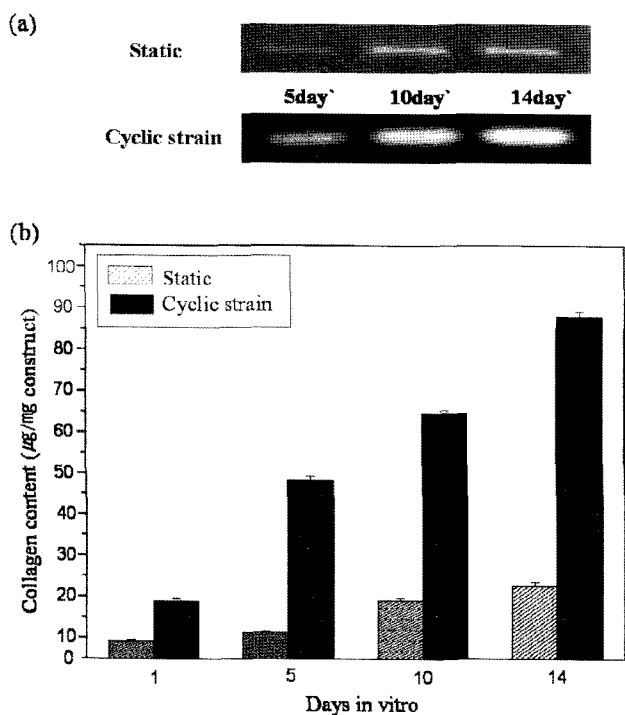 (a)
Static
5day` 10day` 14day`
Cyclic strain
(b)
Static
Cyclic strain
Collagen content (㎍/㎎ construct)
100
90
80
70
60
50
40
30
20
10
0
1 5 10 14
Days in vitro